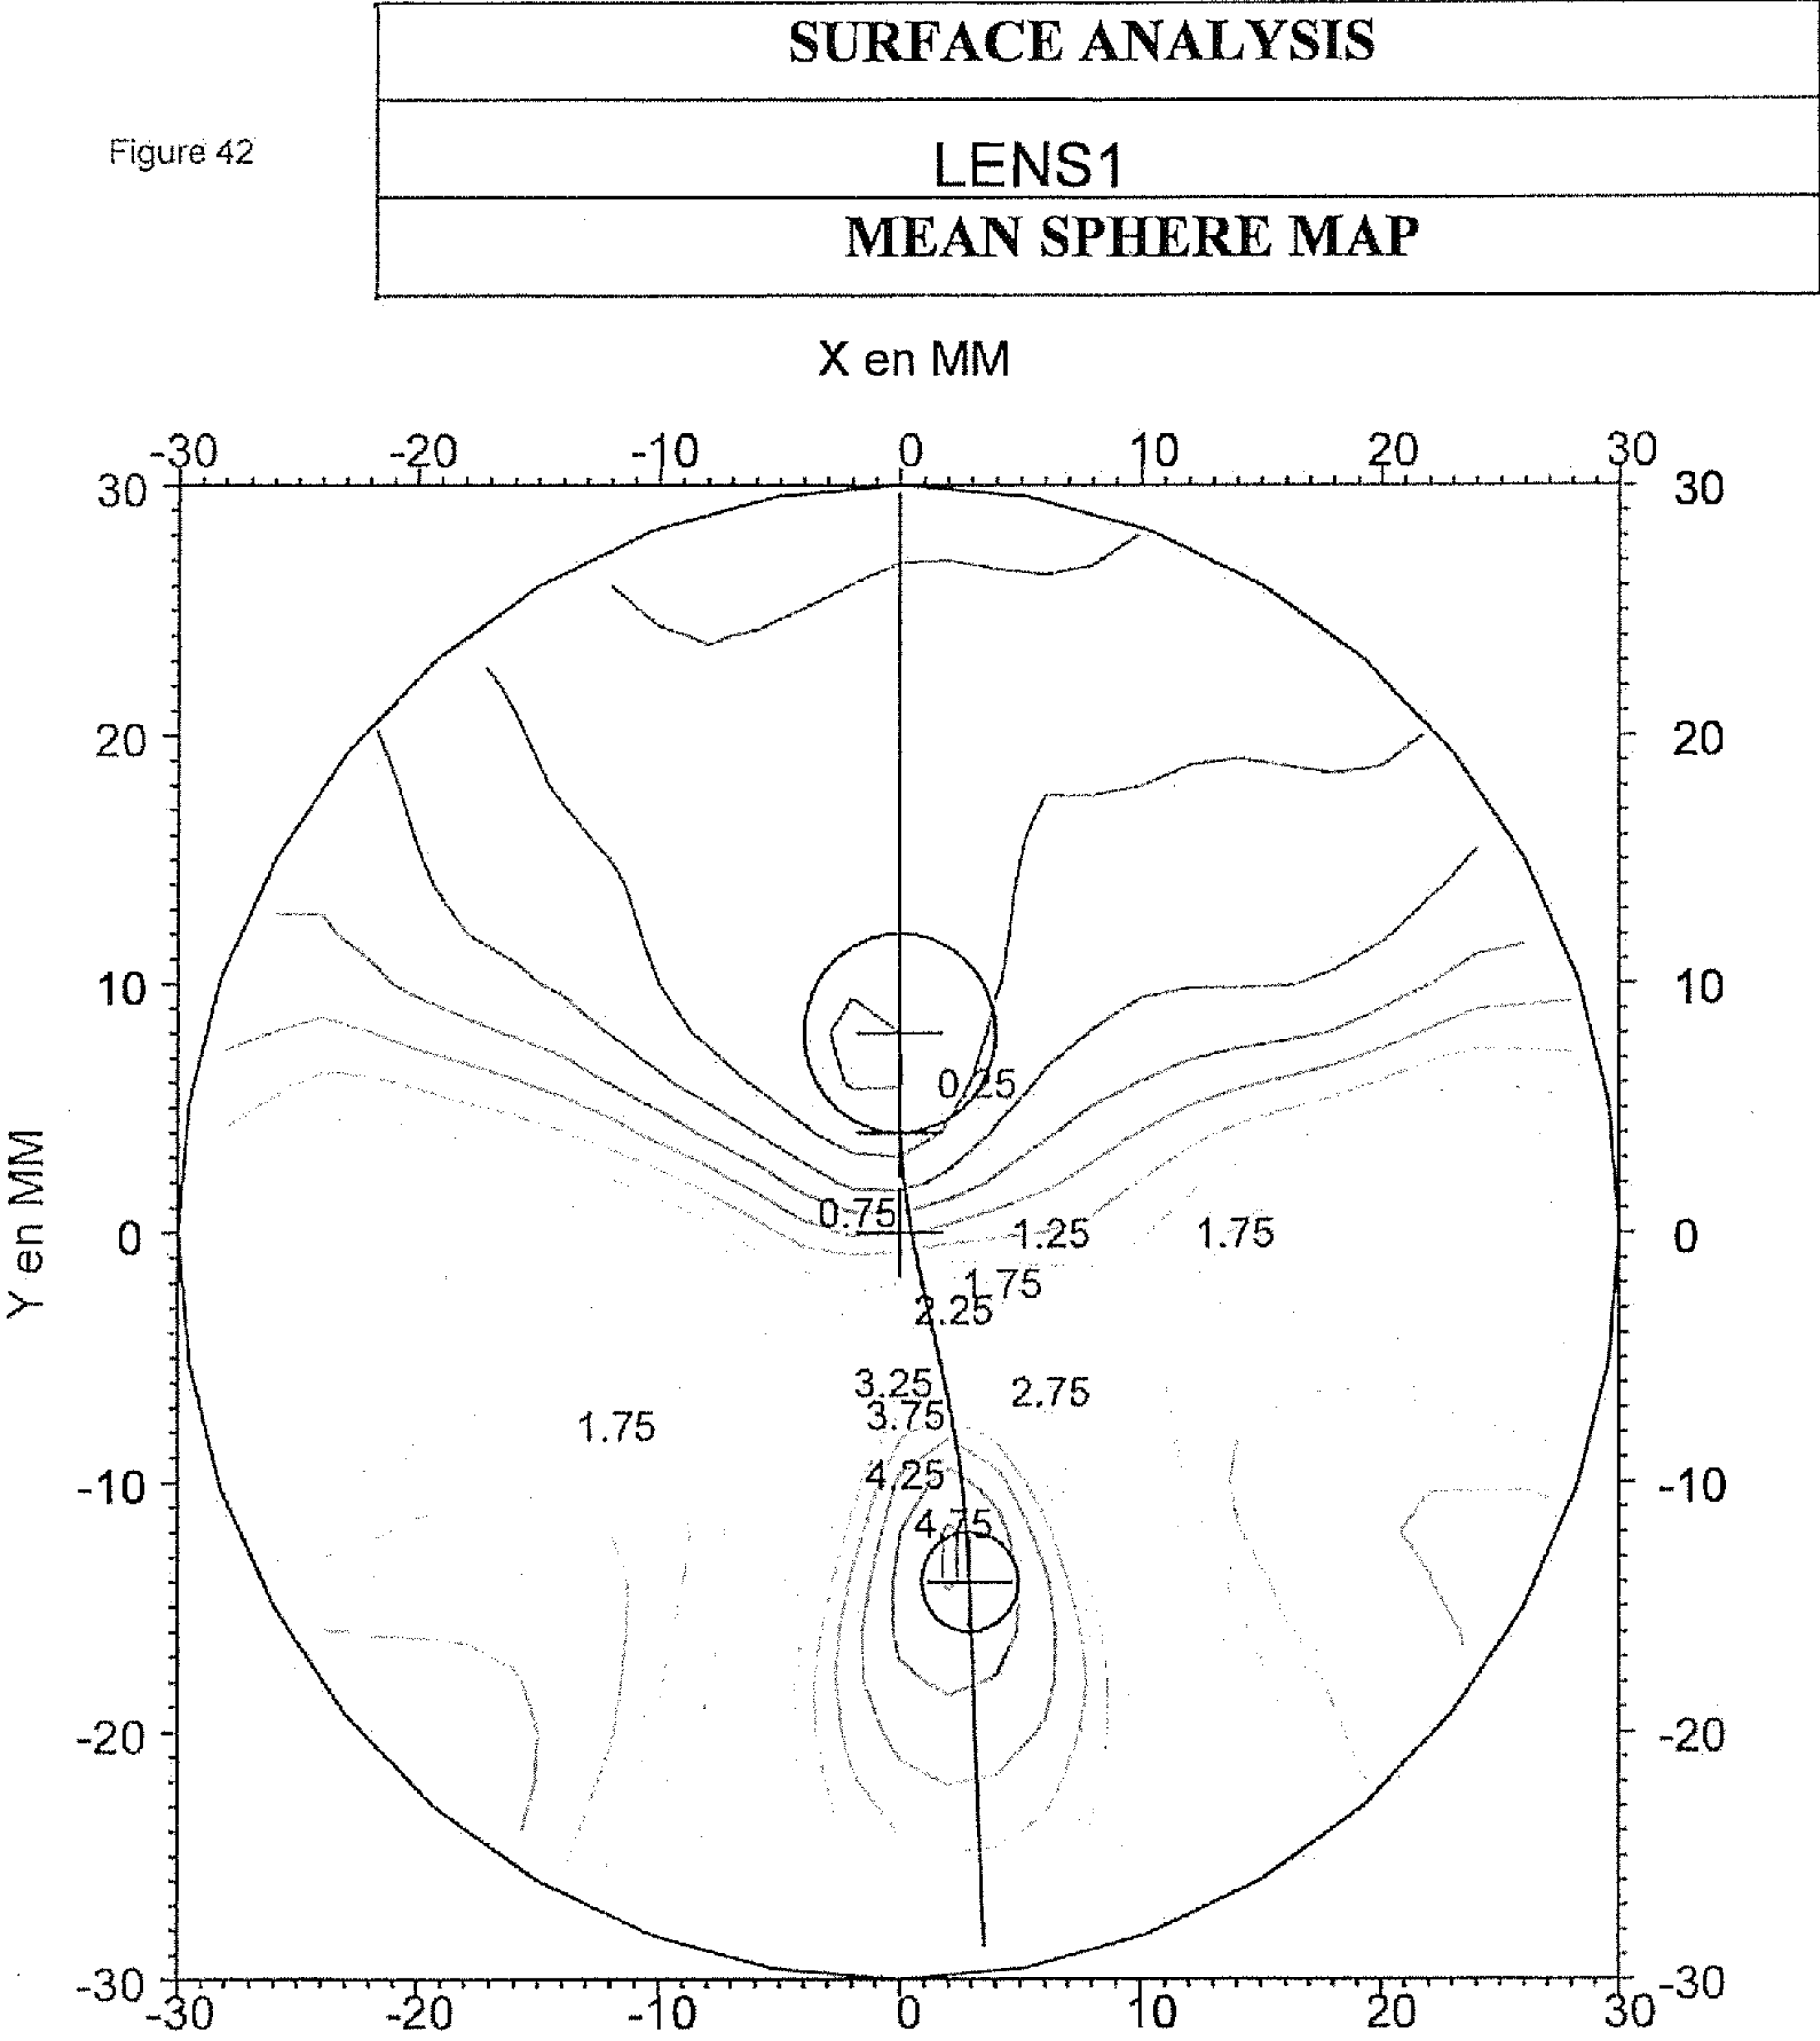 SURFACE ANALYSIS
Figure 42
LENS1
MEAN SPHERE MAP
X en MM
-30 -20 -10 0 10 20 30
30 30
20 20
10 10
0.25
0.75
0 1.25 1.75 0
Y en MM
1.75
2.25
3.25 2.75
3.75
1.75
4.25
-10 -10
4.75
-20 -20
-30 -30
-30 -20 -10 0 10 20 30